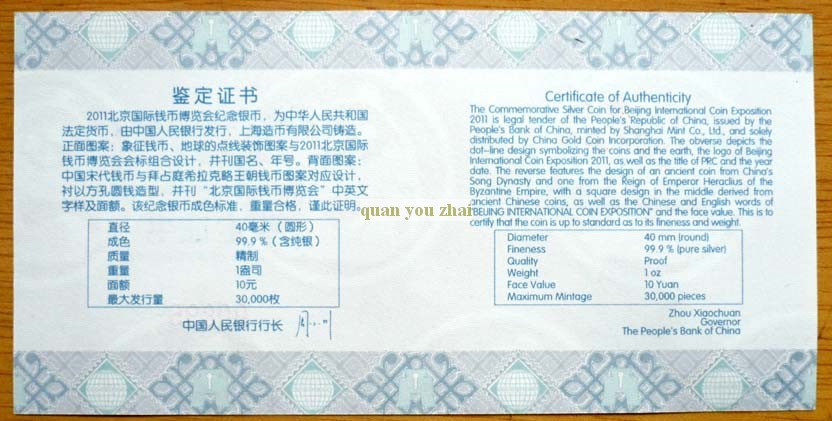 鉴定证书
2011北京国际钱币博览会纪念银币，为中华人民共和国
法定货币，由中国人民银行发行，上海造币有限公司铸造。
正面图案：象征钱币、地球的点线装饰图案与2011北京国际
钱币博览会会标组合设计，并刊国名、年号。背面图案：
中国宋代钱币与拜占庭希拉克略王朝钱币图案对应设计，
衬以方孔圆钱造型，并刊“北京国际钱币博览会”中英文
字样及面额。该纪念银币成色标准，重量合格，谨此证明。
直径 40毫米（圆形）
成色 99.9％（含纯银）
质量 精制
重量 1盎司
面额 10元
最大发行量 30,000枚
中国人民银行行长
quan you zhai
Certificate of Authenticity
The Commemorative Silver Coin for Beijing International Coin Exposition
2011 is legal tender of the People's Republic of China, issued by the
People's Bank of China, minted by Shanghai Mint Co., Ltd., and solely
distributed by China Gold Coin Incorporation. The obverse depicts the
dot-line design symbolizing the coins and the earth, the logo of Beijing
International Coin Exposition 2011, as well as the title of PRC and the year
date. The reverse features the design of an ancient coin from China's
Song Dynasty and one from the Reign of Emperor Heraclius of the
Byzantine Empire, with a square design in the middle derived from
ancient Chinese coins, as well as the Chinese and English words of
"BEIJING INTERNATIONAL COIN EXPOSITION" and the face value. This is to
certify that the coin is up to standard as to its fineness and weight.
Diameter 40 mm (round)
Fineness 99.9 % (pure silver)
Quality Proof
Weight 1 oz
Face Value 10 Yuan
Maximum Mintage 30,000 pieces
Zhou Xiaochuan
Governor
The People's Bank of China